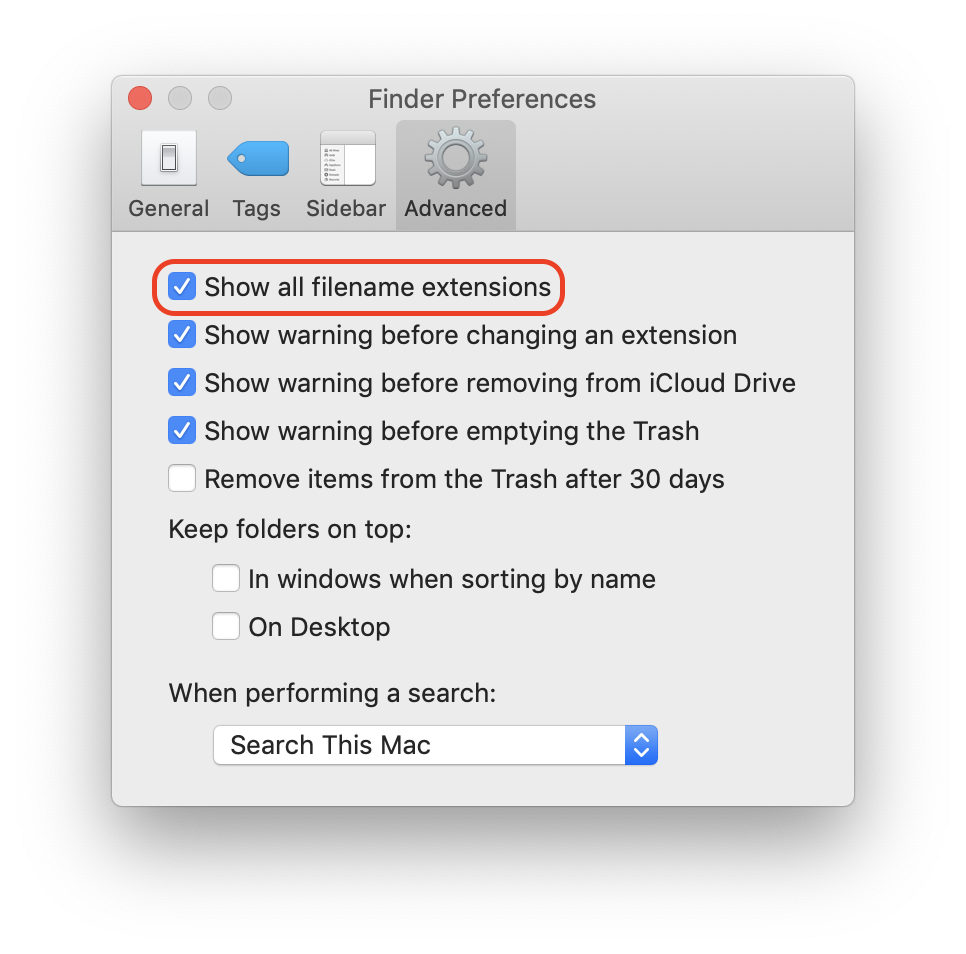 Finder Preferences
General Tags Sidebar Advanced
Show all filename extensions
Show warning before changing an extension
Show warning before removing from iCloud Drive
Show warning before emptying the Trash
Remove items from the Trash after 30 days
Keep folders on top:
In windows when sorting by name
On Desktop
When performing a search:
Search This Mac